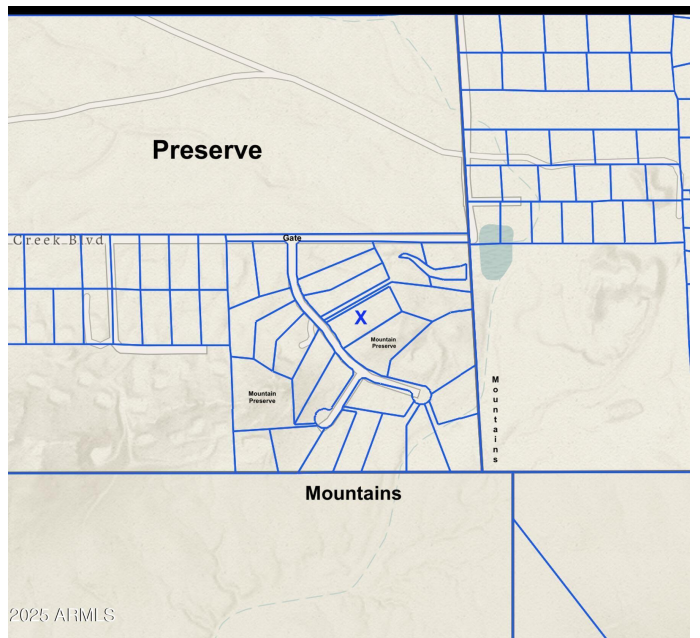 Preserve
Creek Blvd
Gate
X
Mountain
Preserve
Mountain
Preserve
M
o
u
n
t
a
i
n
s
Mountains
2025 ARMLS